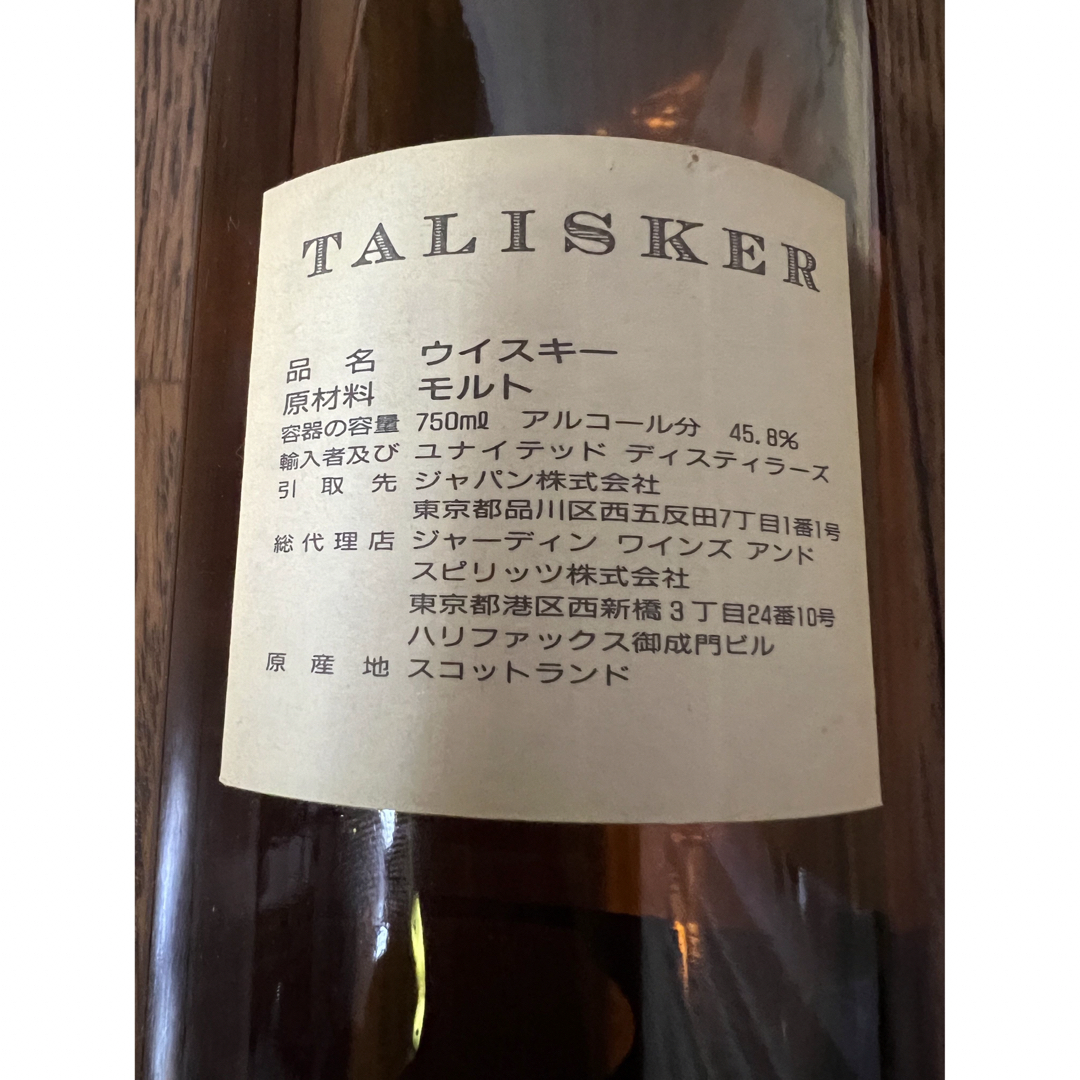 TALISKER
品名 ウイスキー
原材料 モルト
容器の容量 750mℓ アルコール分 45.8%
輸入者及び ユナイテッド ディスティラーズ
引取先 ジャパン株式会社
東京都品川区西五反田7丁目1番1号
総代理店 ジャーディン ワインズ アンド
スピリッツ株式会社
東京都港区西新橋3丁目24番10号
ハリファックス御成門ビル
原産地 スコットランド